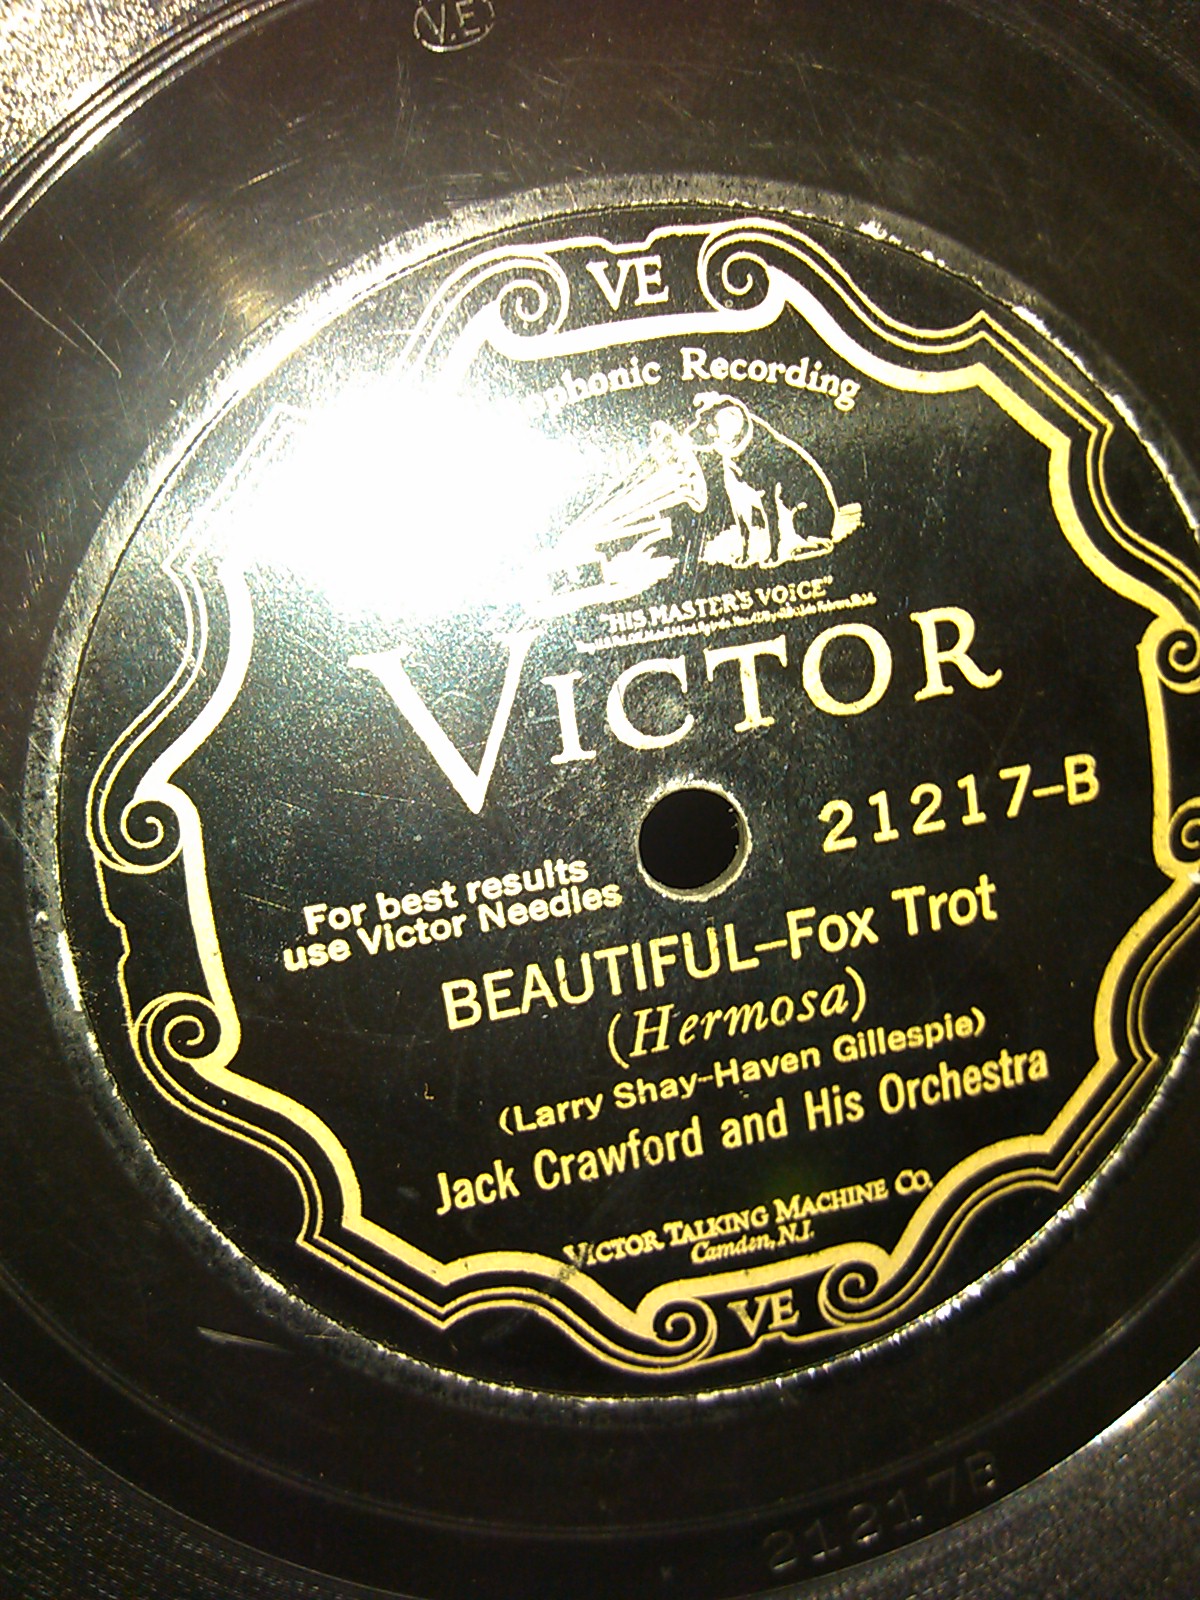 V.E
VE
Recording
"HIS MASTER'S VOICE"
VICTOR
21217-B
For best results
use Victor Needles
BEAUTIFUL-Fox Trot
(Hermosa)
(Larry Shay-Haven Gillespie)
Jack Crawford and His Orchestra
VICTOR TALKING MACHINE CO.
Camden, N.J.
VE
21217B